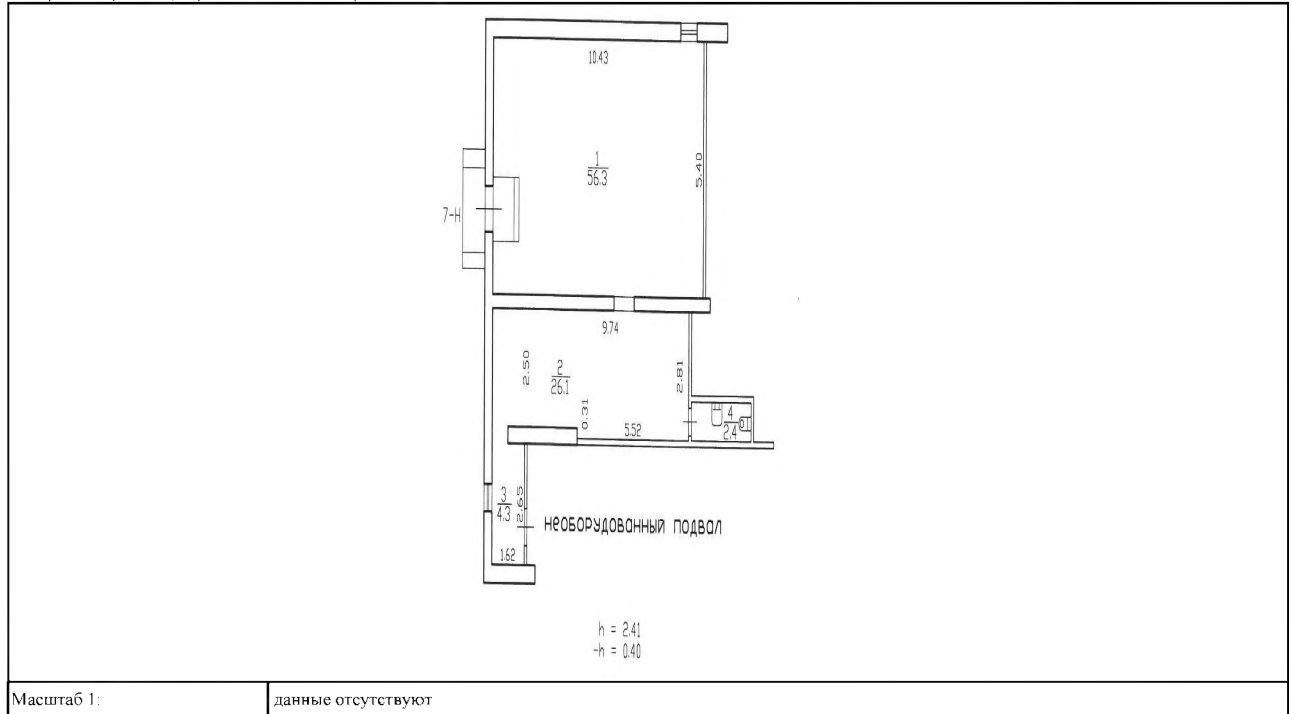 10.43
1
56.3
5.40
7-Н
9.74
2.50
2
26.1
2.81
0.31
5.52
4
2.4
3
4.3
2.65
необорудованный подвал
1.62
h = 2.41
-h = 0.40
Масштаб 1:
данные отсутствуют